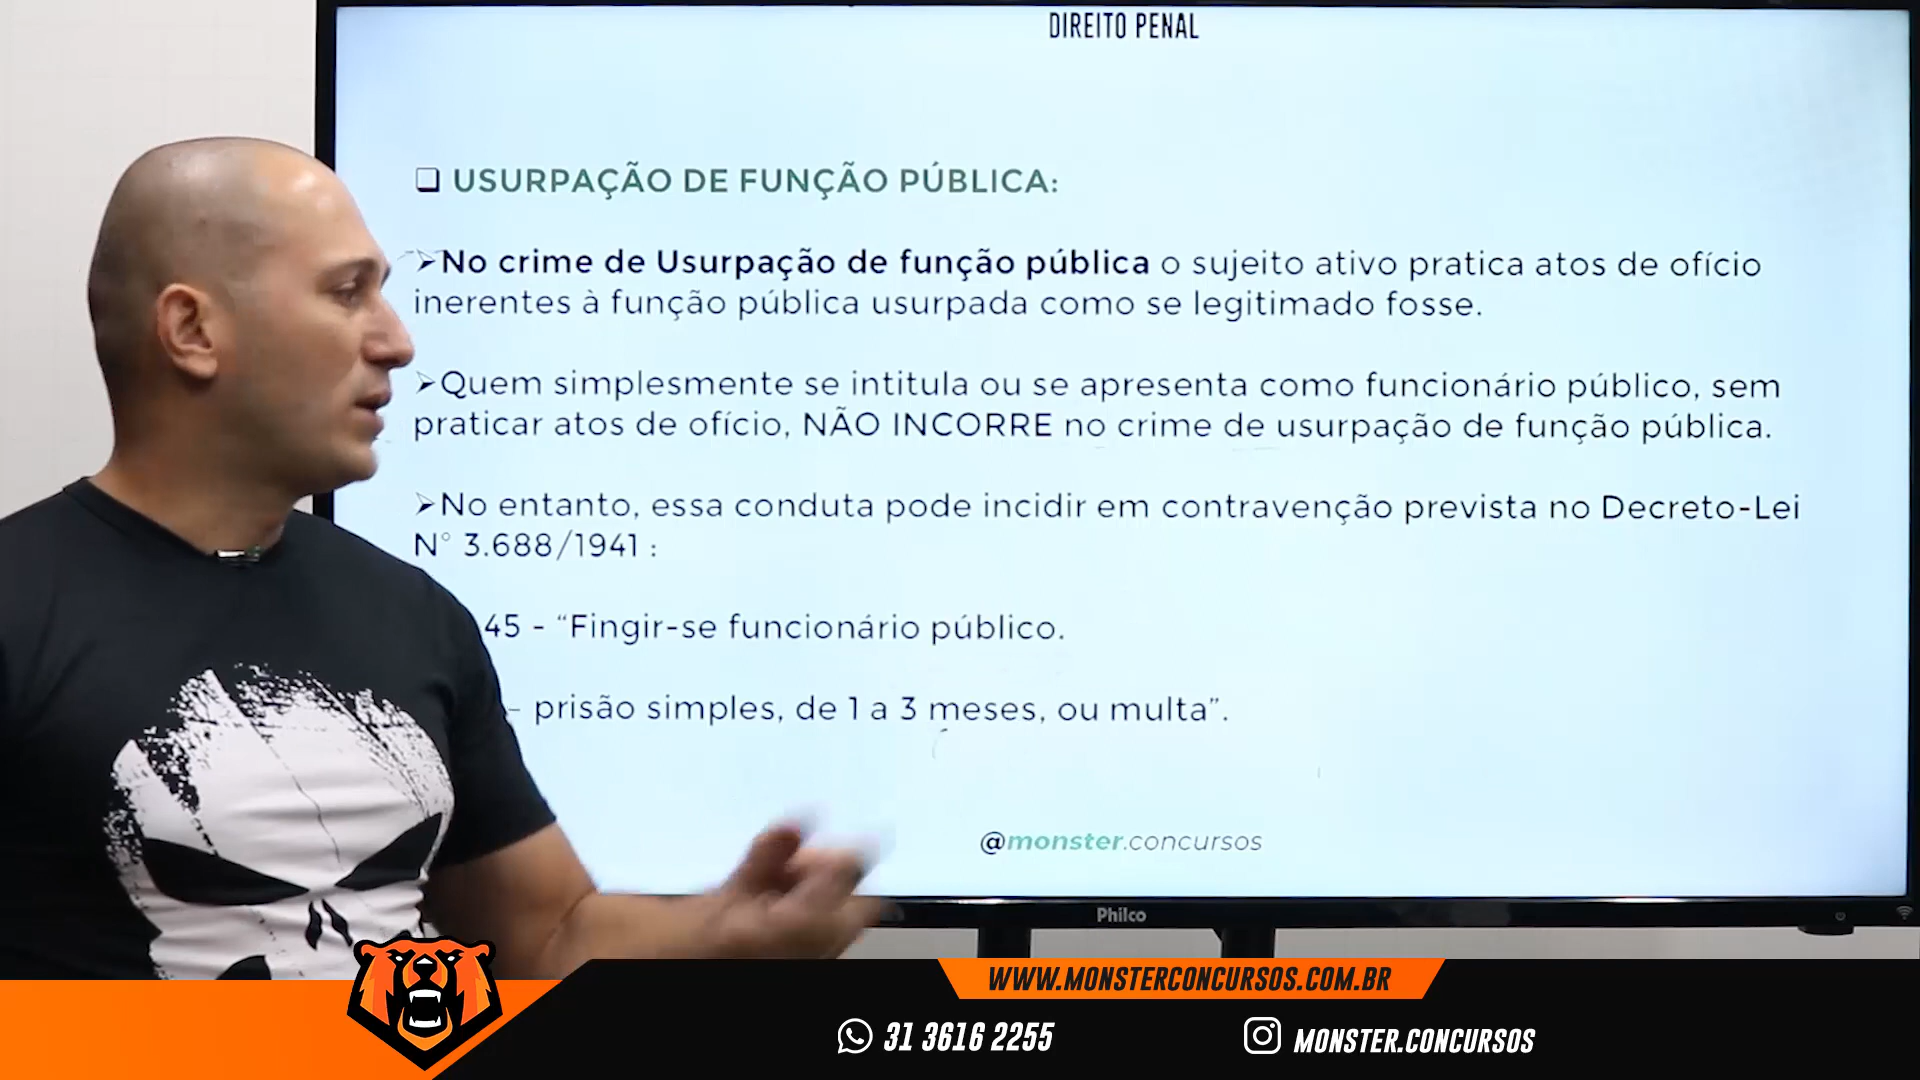 DIREITO PENAL
❑ USURPAÇÃO DE FUNÇÃO PÚBLICA:
➢No crime de Usurpação de função pública o sujeito ativo pratica atos de ofício
inerentes à função pública usurpada como se legitimado fosse.
➢Quem simplesmente se intitula ou se apresenta como funcionário público, sem
praticar atos de ofício, NÃO INCORRE no crime de usurpação de função pública.
➢No entanto, essa conduta pode incidir em contravenção prevista no Decreto-Lei
N° 3.688/1941 :
45 - “Fingir-se funcionário público.
– prisão simples, de 1 a 3 meses, ou multa”.
@monster.concursos
Philco
WWW.MONSTERCONCURSOS.COM.BR
31 3616 2255
MONSTER.CONCURSOS